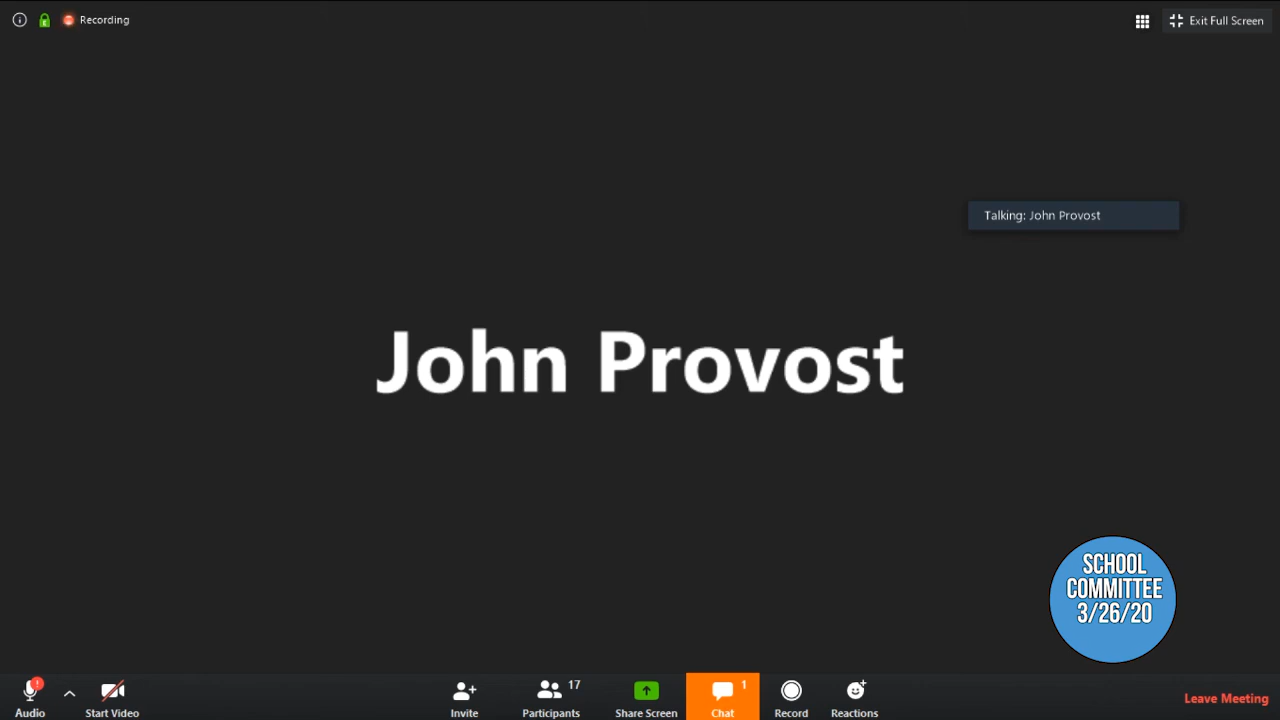 Recording
Exit Full Screen
Talking: John Provost
John Provost
SCHOOL
COMMITTEE
3/26/20
Audio
Start Video
Invite
Participants 17
Share Screen
Chat 1
Record
Reactions
Leave Meeting